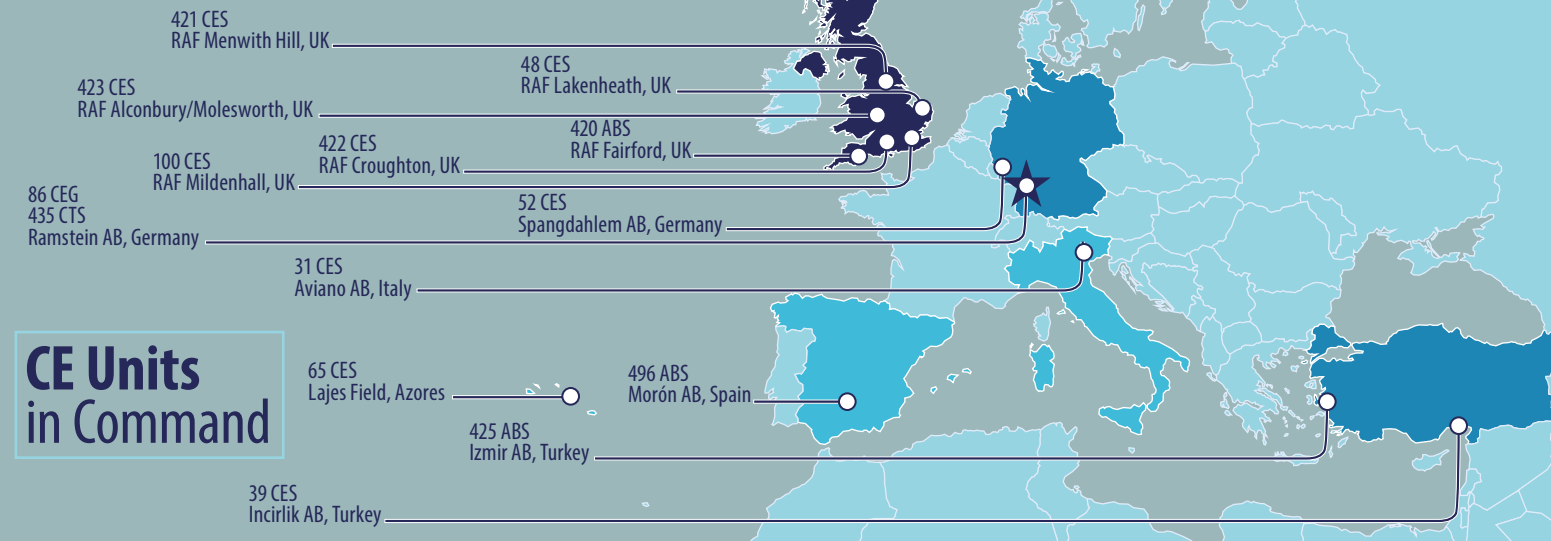 421 CES
RAF Menwith Hill, UK
48 CES
RAF Lakenheath, UK
423 CES
RAF Alconbury/Molesworth, UK
420 ABS
RAF Fairford, UK
422 CES
RAF Croughton, UK
100 CES
RAF Mildenhall, UK
86 CEG
435 CTS
Ramstein AB, Germany
52 CES
Spangdahlem AB, Germany
31 CES
Aviano AB, Italy
CE Units
in Command
65 CES
Lajes Field, Azores
496 ABS
Morón AB, Spain
425 ABS
Izmir AB, Turkey
39 CES
Incirlik AB, Turkey